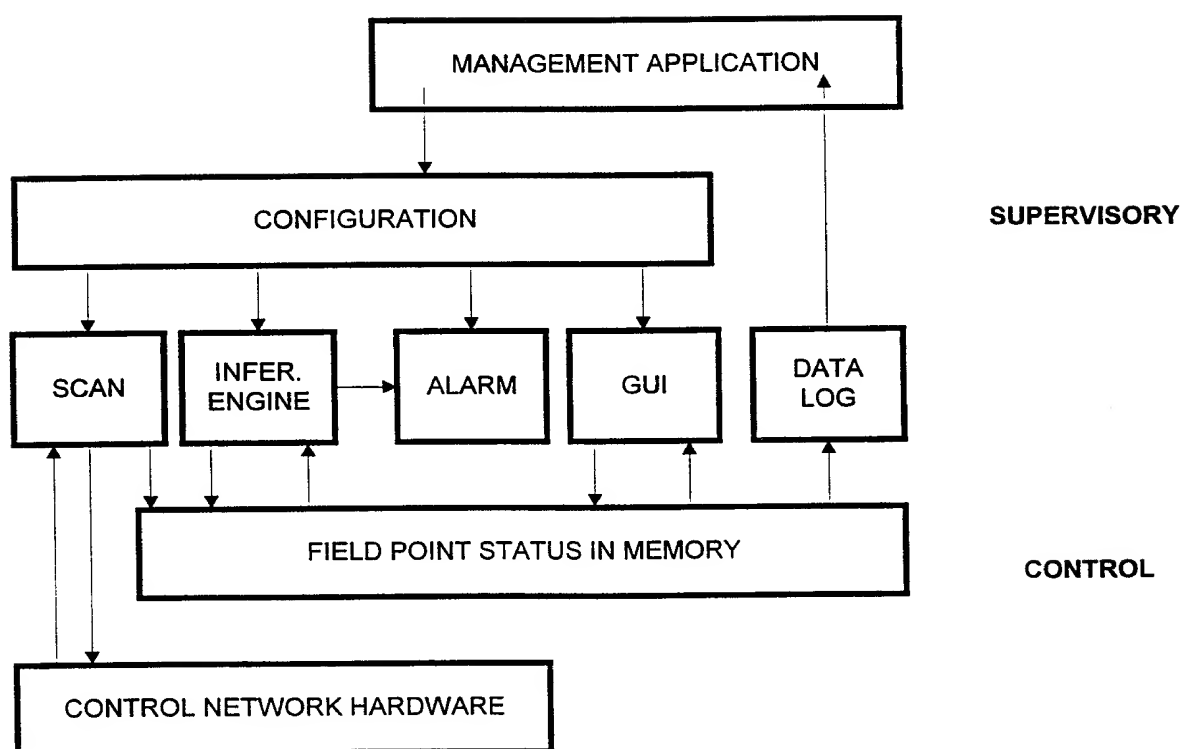 MANAGEMENT APPLICATION
CONFIGURATION
SUPERVISORY
SCAN
INFER.
ENGINE
ALARM
GUI
DATA
LOG
FIELD POINT STATUS IN MEMORY
CONTROL
CONTROL NETWORK HARDWARE